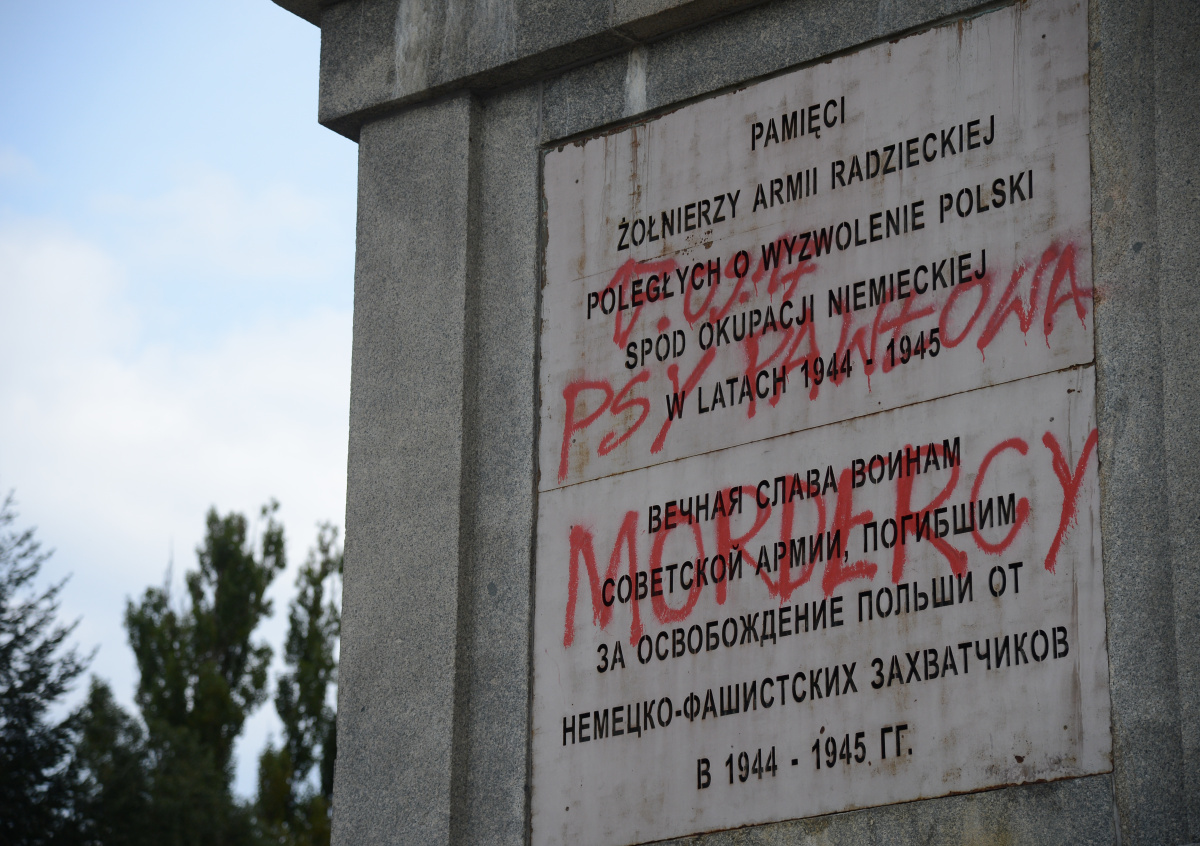 PAMIĘCI
ŻOŁNIERZY ARMII RADZIECKIEJ
POLEGŁYCH O WYZWOLENIE POLSKI
SPOD OKUPACJI NIEMIECKIEJ
W LATACH 1944 - 1945
PSY PAWŁOWA
ВЕЧНАЯ СЛАВА ВОИНАМ
СОВЕТСКОЙ АРМИИ, ПОГИБШИМ
ЗА ОСВОБОЖДЕНИЕ ПОЛЬШИ ОТ
НЕМЕЦКО-ФАШИСТСКИХ ЗАХВАТЧИКОВ
В 1944 - 1945 ГГ.
MORDERCY